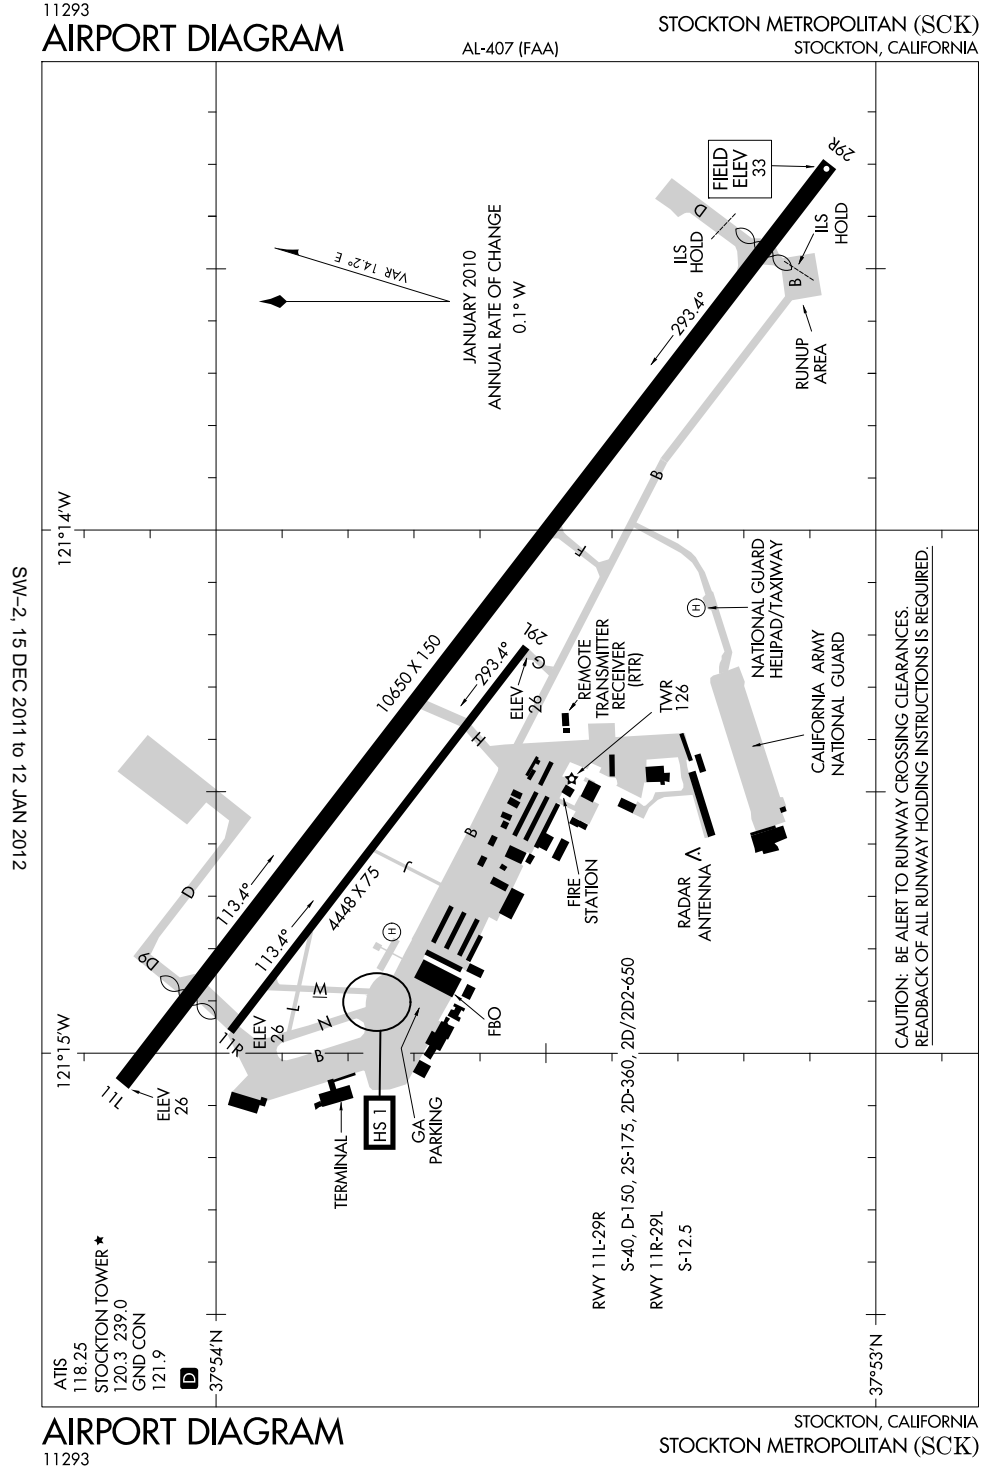 11293
AIRPORT DIAGRAM
AL-407 (FAA)
STOCKTON METROPOLITAN (SCK)
STOCKTON, CALIFORNIA
SW-2, 15 DEC 2011 to 12 JAN 2012
ATIS
118.25
STOCKTON TOWER ★
120.3 239.0
GND CON
121.9
D
37°54'N
37°53'N
121°15'W
121°14'W
JANUARY 2010
ANNUAL RATE OF CHANGE
0.1° W
VAR 14.2° E
FIELD
ELEV
33
29R
D
ILS
HOLD
ILS
HOLD
B
RUNUP
AREA
293.4°
B
F
10650 X 150
293.4°
29L
G
ELEV
26
H
REMOTE
TRANSMITTER
RECEIVER
(RTR)
TWR
126
H
NATIONAL GUARD
HELIPAD/TAXIWAY
CALIFORNIA ARMY
NATIONAL GUARD
B
J
4448 X 75
113.4°
113.4°
D
D9
H
FIRE
STATION
RADAR
ANTENNA
L
M
N
B
11R
ELEV
26
11L
ELEV
26
FBO
GA
PARKING
HS 1
TERMINAL
RWY 11L-29R
S-40, D-150, 2S-175, 2D-360, 2D/2D2-650
RWY 11R-29L
S-12.5
CAUTION: BE ALERT TO RUNWAY CROSSING CLEARANCES.
READBACK OF ALL RUNWAY HOLDING INSTRUCTIONS IS REQUIRED.
AIRPORT DIAGRAM
11293
STOCKTON, CALIFORNIA
STOCKTON METROPOLITAN (SCK)